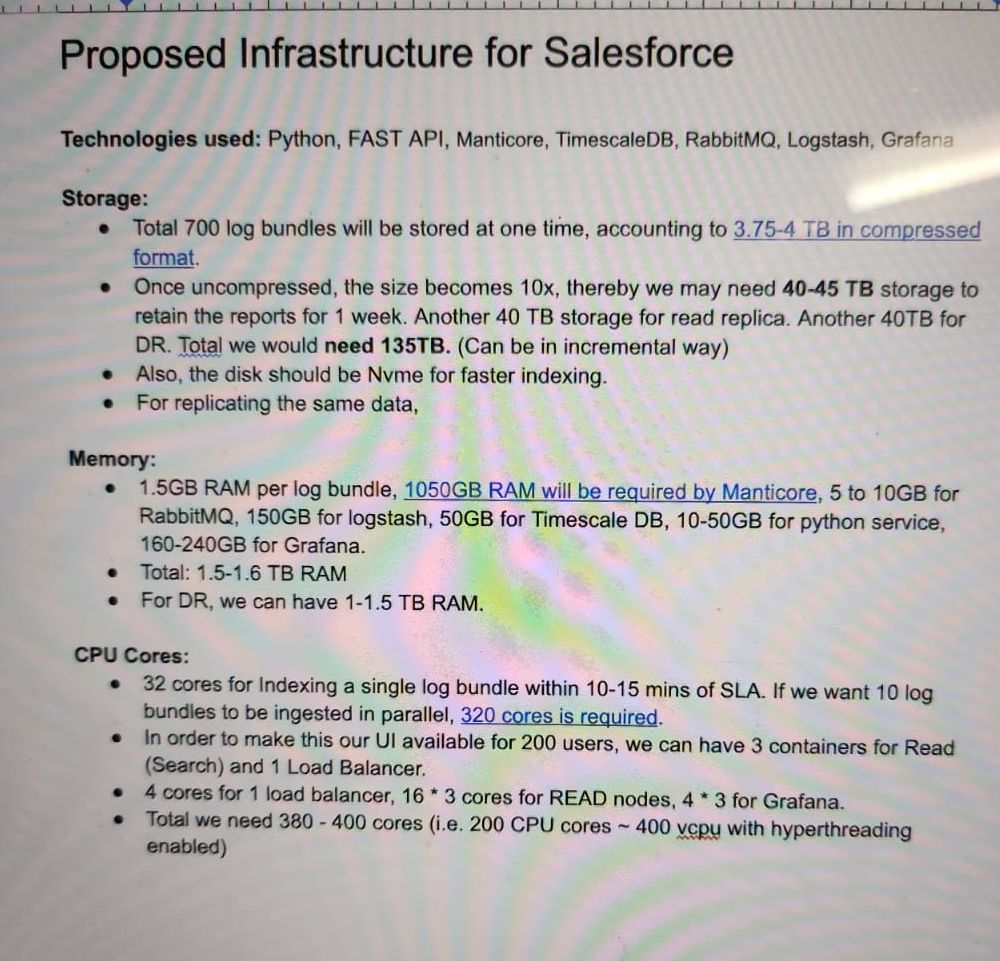 Proposed Infrastructure for Salesforce
Technologies used: Python, FAST API, Manticore, TimescaleDB, RabbitMQ, Logstash, Grafana
Storage:
● Total 700 log bundles will be stored at one time, accounting to 3.75-4 TB in compressed
format.
● Once uncompressed, the size becomes 10x, thereby we may need 40-45 TB storage to
retain the reports for 1 week. Another 40 TB storage for read replica. Another 40TB for
DR. Total we would need 135TB. (Can be in incremental way)
● Also, the disk should be Nvme for faster indexing.
● For replicating the same data,
Memory:
● 1.5GB RAM per log bundle, 1050GB RAM will be required by Manticore, 5 to 10GB for
RabbitMQ, 150GB for logstash, 50GB for Timescale DB, 10-50GB for python service,
160-240GB for Grafana.
● Total: 1.5-1.6 TB RAM
● For DR, we can have 1-1.5 TB RAM.
CPU Cores:
● 32 cores for Indexing a single log bundle within 10-15 mins of SLA. If we want 10 log
bundles to be ingested in parallel, 320 cores is required.
● In order to make this our UI available for 200 users, we can have 3 containers for Read
(Search) and 1 Load Balancer.
● 4 cores for 1 load balancer, 16 * 3 cores for READ nodes, 4 * 3 for Grafana.
● Total we need 380 - 400 cores (i.e. 200 CPU cores ~ 400 vcpu with hyperthreading
enabled)